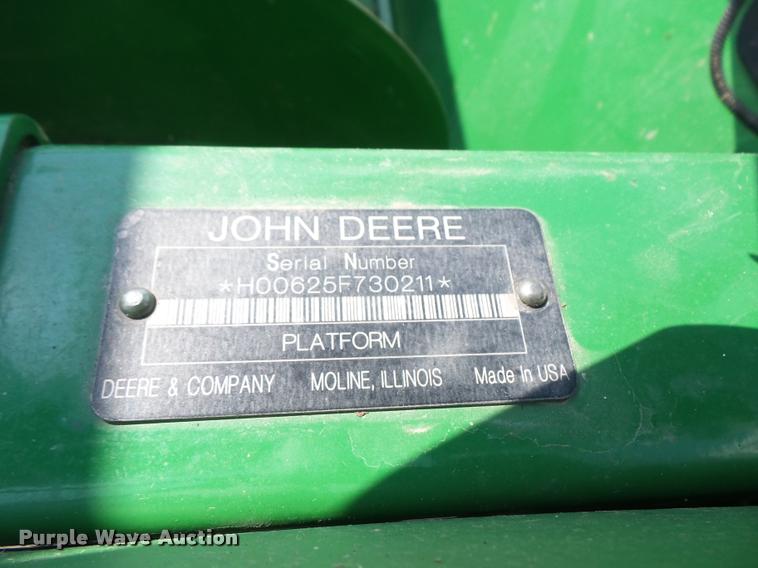 JOHN DEERE
Serial Number
*H00625F730211*
PLATFORM
DEERE & COMPANY MOLINE, ILLINOIS Made in USA
Purple Wave Auction